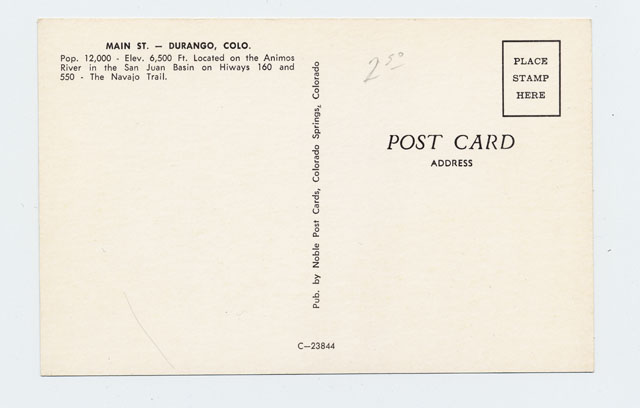 MAIN ST. — DURANGO, COLO.
Pop. 12,000 - Elev. 6,500 Ft. Located on the Animos
River in the San Juan Basin on Hiways 160 and
550 - The Navajo Trail.
Pub. by Noble Post Cards, Colorado Springs, Colorado
2 50
PLACE
STAMP
HERE
POST CARD
ADDRESS
C—23844